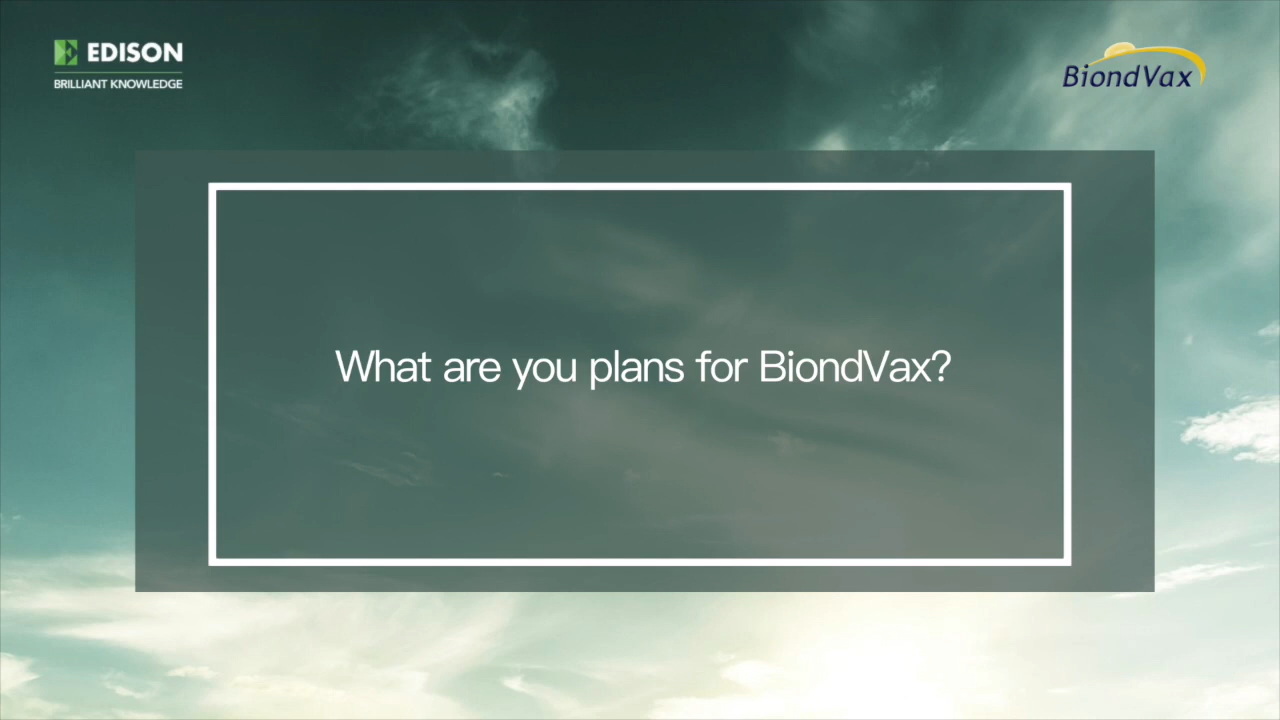 EDISON
BRILLIANT KNOWLEDGE
BiondVax
What are you plans for BiondVax?